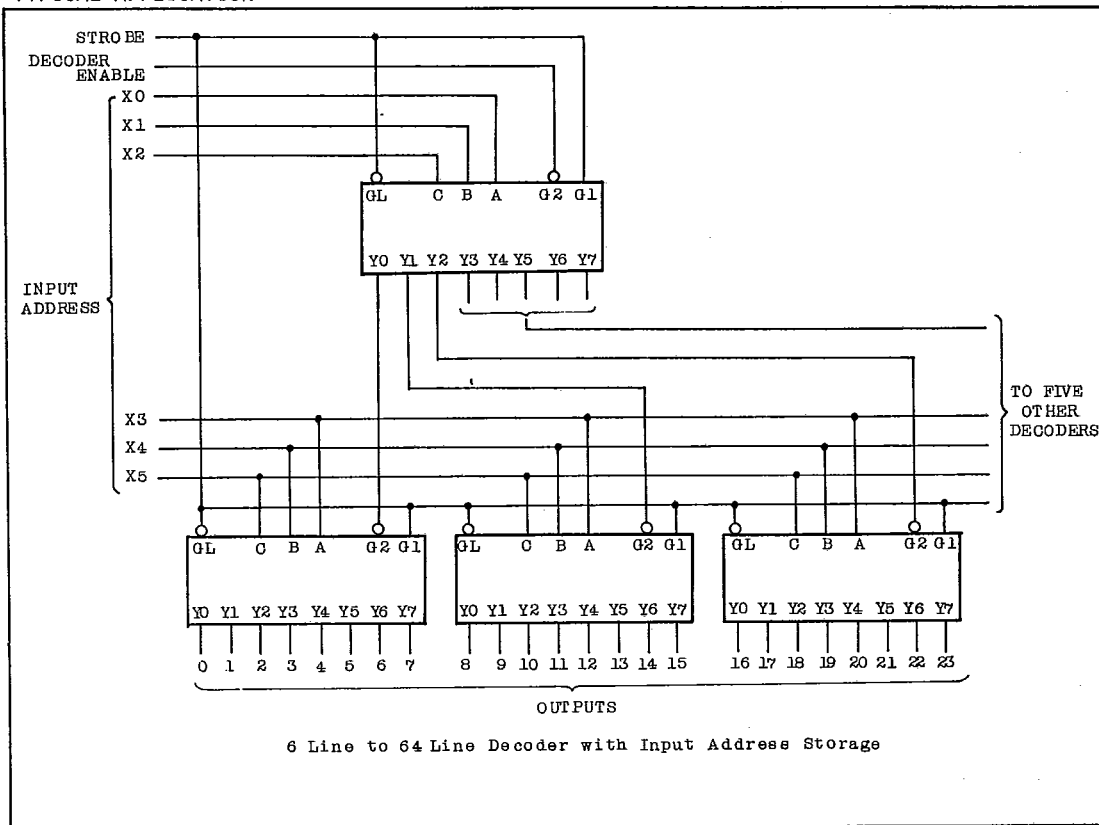 STROBE
DECODER
ENABLE
X0
X1
X2
GL C B A G2 G1
Y0 Y1 Y2 Y3 Y4 Y5 Y6 Y7
INPUT
ADDRESS
TO FIVE
OTHER
DECODERS
X3
X4
X5
GL C B A G2 G1 GL C B A G2 G1 GL C B A G2 G1
Y0 Y1 Y2 Y3 Y4 Y5 Y6 Y7 Y0 Y1 Y2 Y3 Y4 Y5 Y6 Y7 Y0 Y1 Y2 Y3 Y4 Y5 Y6 Y7
0 1 2 3 4 5 6 7 8 9 10 11 12 13 14 15 16 17 18 19 20 21 22 23
OUTPUTS
6 Line to 64 Line Decoder with Input Address Storage